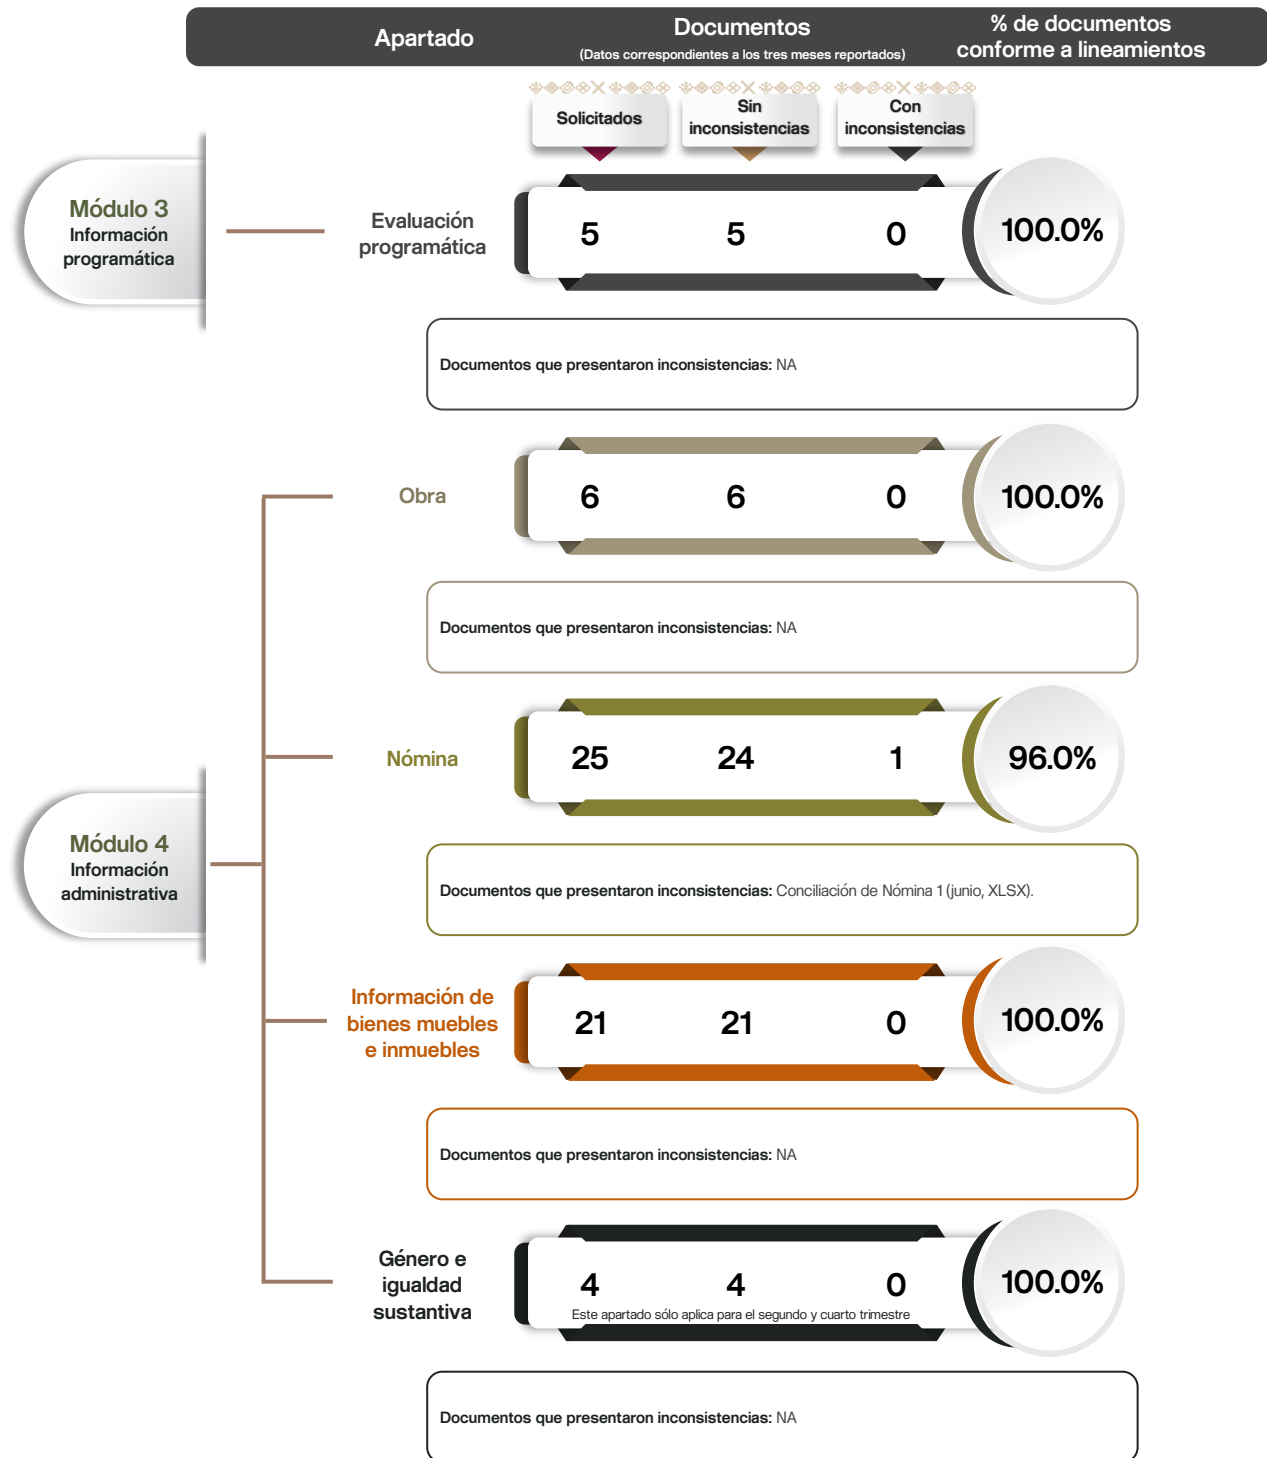 Apartado
Documentos
(Datos correspondientes a los tres meses reportados)
% de documentos
conforme a lineamientos
Solicitados
Sin
inconsistencias
Con
inconsistencias
Módulo 3
Información
programática
Evaluación
programática
5 5 0 100.0%
Documentos que presentaron inconsistencias: NA
Obra
6 6 0 100.0%
Documentos que presentaron inconsistencias: NA
Nómina
25 24 1 96.0%
Documentos que presentaron inconsistencias: Conciliación de Nómina 1 (junio, XLSX).
Módulo 4
Información
administrativa
Información de
bienes muebles
e inmuebles
21 21 0 100.0%
Documentos que presentaron inconsistencias: NA
Género e
igualdad
sustantiva
4 4 0 100.0%
Este apartado sólo aplica para el segundo y cuarto trimestre
Documentos que presentaron inconsistencias: NA